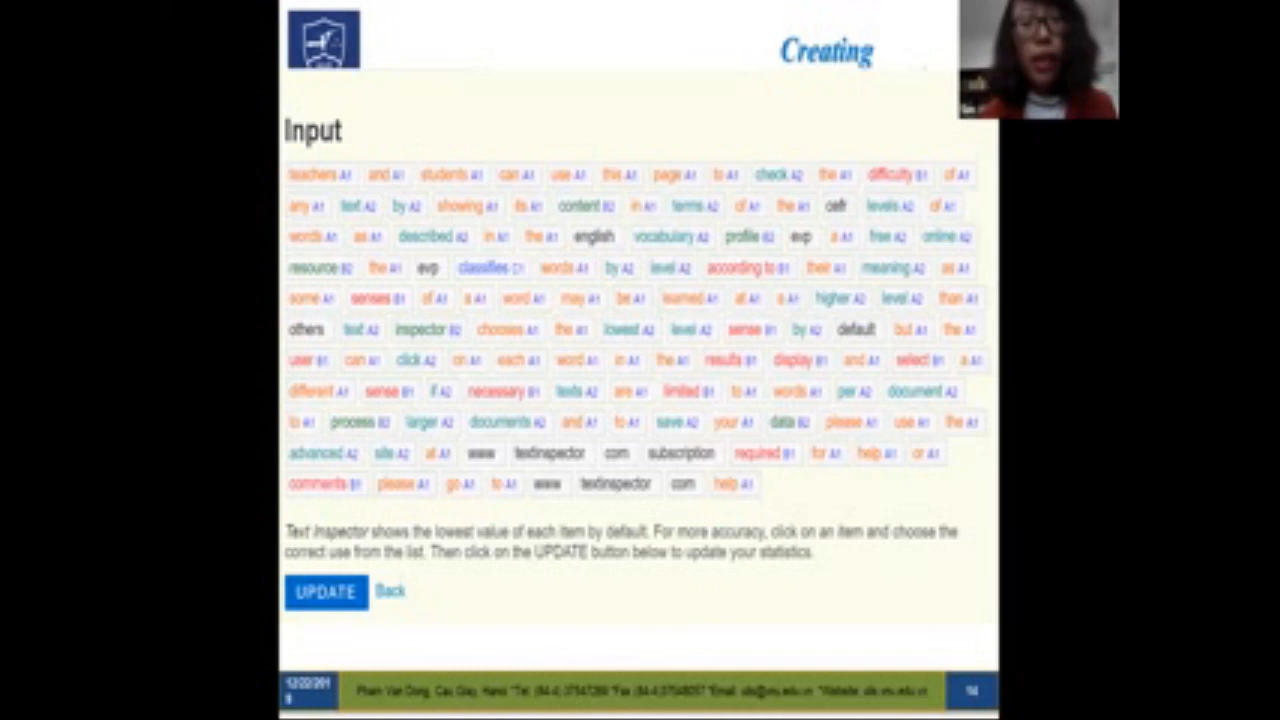 Creating
Input
teachers A1 and A1 students A1 can A1 use A1 this A1 page A1 to A1 check A2 the A1 difficulty B1 of A1
any A1 text A2 by A2 showing A1 its A1 content B2 in A1 terms A2 of A1 the A1 cefr levels A2 of A1
words A1 as A1 described A2 in A1 the A1 english vocabulary A2 profile B2 evp a A1 free A2 online A2
resource B2 the A1 evp classifies C1 words A1 by A2 level A2 according to B1 their A1 meaning A2 as A1
some A1 senses B1 of A1 a A1 word A1 may A1 be A1 learned A1 at A1 a A1 higher A2 level A2 than A1
others text A2 inspector B2 chooses A1 the A1 lowest A2 level A2 sense B1 by A2 default but A1 the A1
user B1 can A1 click A2 on A1 each A1 word A1 in A1 the A1 results B1 display B1 and A1 select B1 a A1
different A1 sense B1 if A2 necessary B1 texts A2 are A1 limited B1 to A1 words A1 per A2 document A2
to A1 process B2 larger A2 documents A2 and A1 to A1 save A2 your A1 data B2 please A1 use A1 the A1
advanced A2 site A2 at A1 www textinspector com subscription required B1 for A1 help A1 or A1
comments B1 please A1 go A1 to A1 www textinspector com help A1
Text Inspector shows the lowest value of each item by default. For more accuracy, click on an item and choose the
correct use from the list. Then click on the UPDATE button below to update your statistics.
UPDATE Back
Pham Van Dong, Cau Giay, Hanoi *Tel: *Fax: *Email: *Website:
14